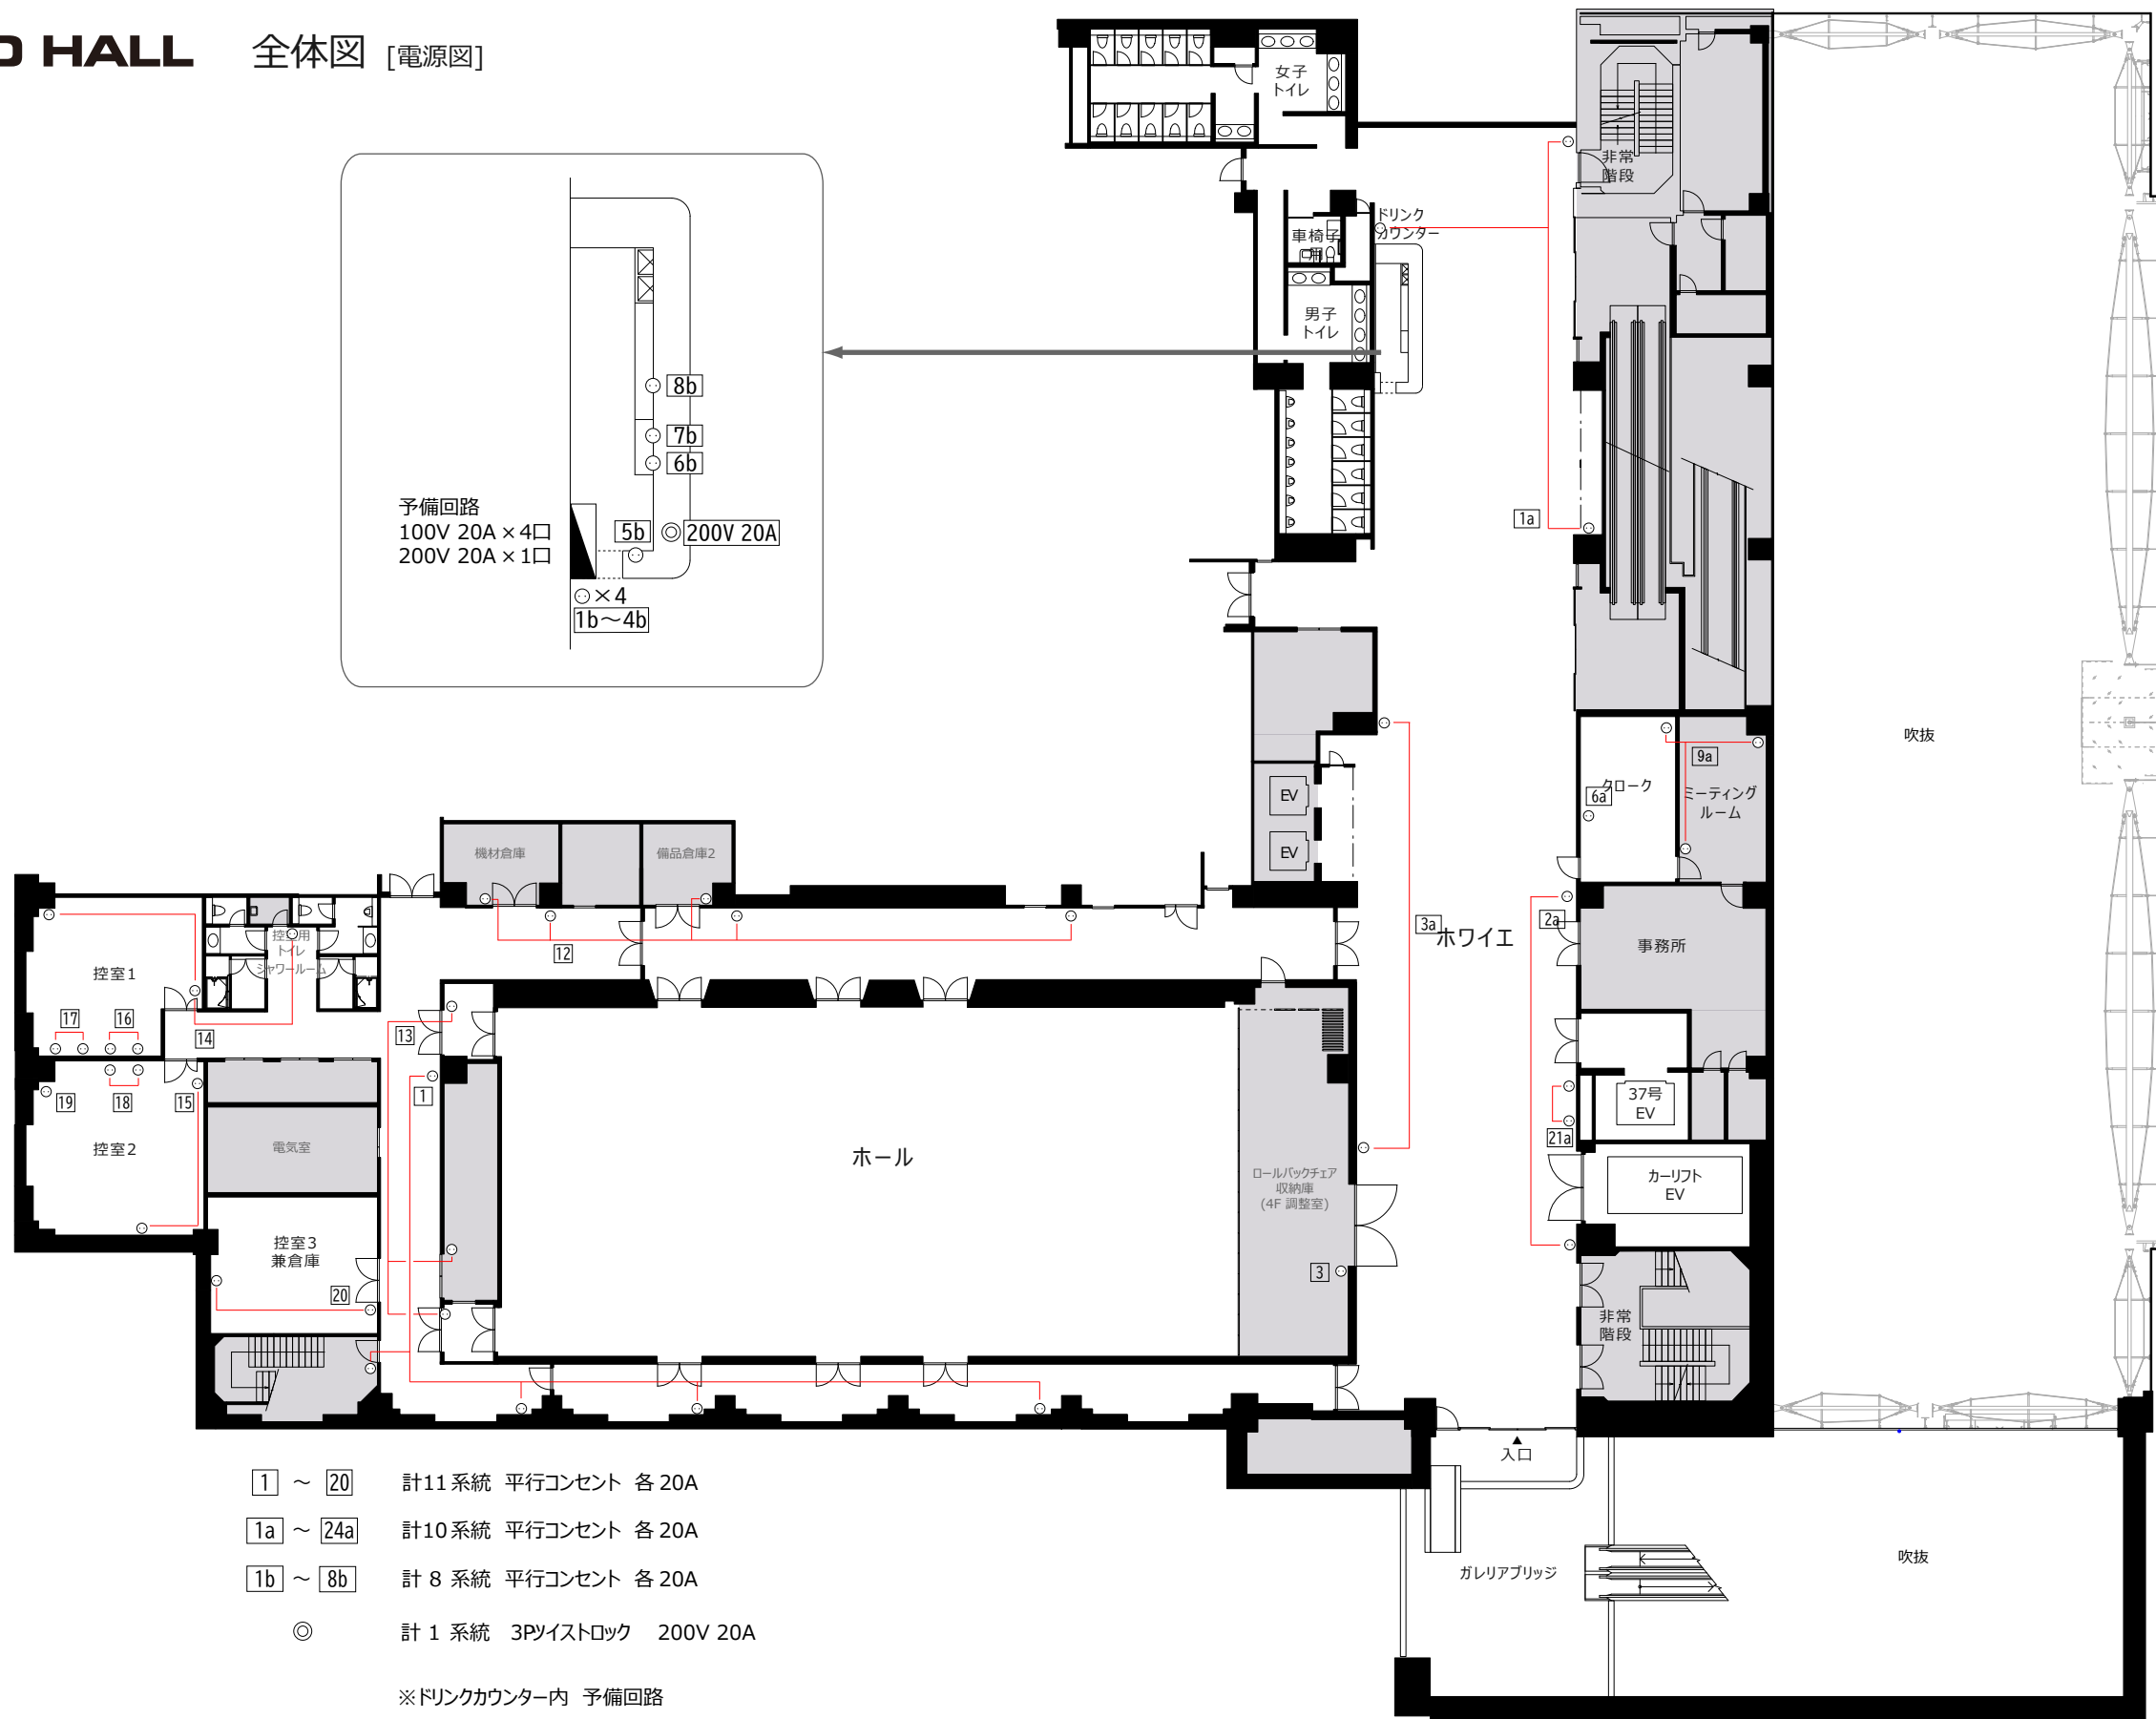 D HALL 全体図 [電源図]
女子
トイレ
非常
階段
ドリンク
カウンター
車椅子
用
男子
トイレ
8b
7b
6b
予備回路
100V 20A×4口
200V 20A×1口
5b
200V 20A
×4
1b～4b
1a
吹抜
9a
クローク
6a
ミーティング
ルーム
EV
EV
機材倉庫
備品倉庫2
3a
ホワイエ
2a
事務所
12
控室用
トイレ
シャワールーム
控室1
17
16
14
13
1
19
18
15
控室2
電気室
ホール
37号
EV
21a
ロールバックチェア
収納庫
(4F 調整室)
カーリフト
EV
控室3
兼倉庫
20
3
非常
階段
入口
1 ～ 20 計11系統 平行コンセント 各20A
1a ～ 24a 計10系統 平行コンセント 各20A
1b ～ 8b 計 8 系統 平行コンセント 各20A
◎ 計 1 系統 3Pツイストロック 200V 20A
※ドリンクカウンター内 予備回路
ガレリアブリッジ
吹抜